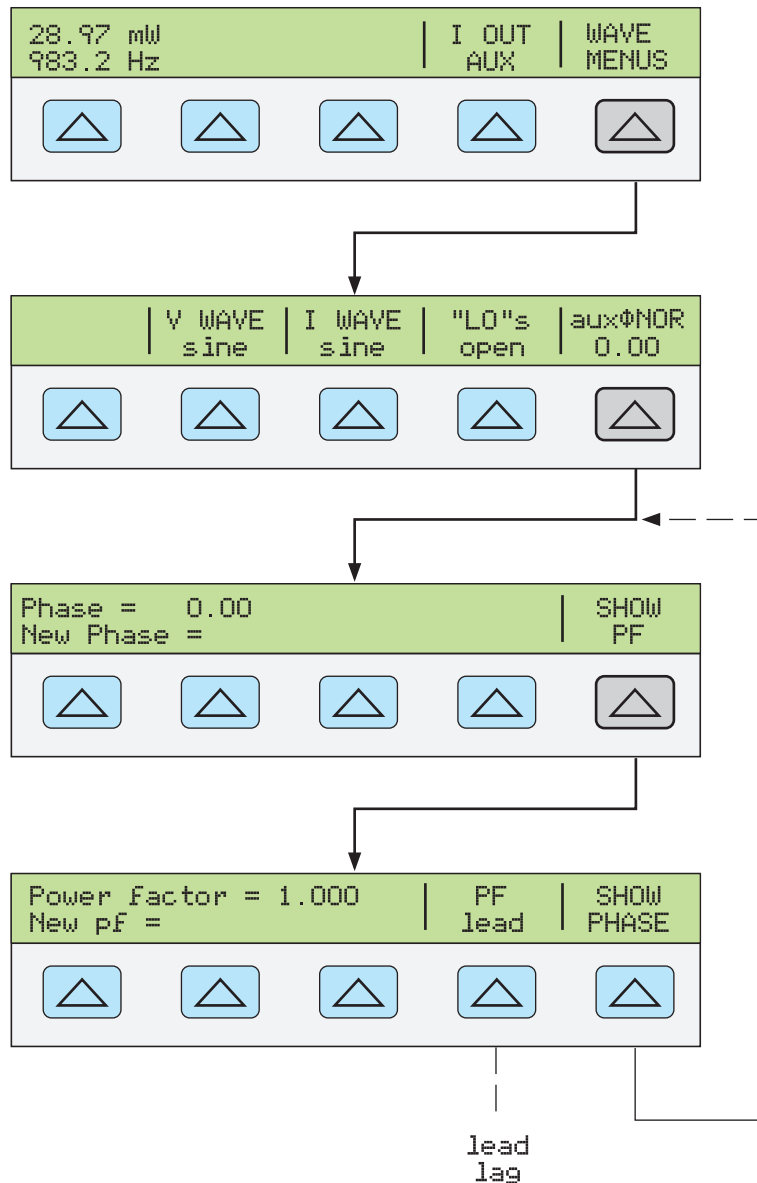 28.97 mW
983.2 Hz
I OUT
AUX
WAVE
MENUS
V WAVE
sine
I WAVE
sine
"LO"s
open
auxΦNOR
0.00
Phase = 0.00
New Phase =
SHOW
PF
Power factor = 1.000
New pf =
PF
lead
SHOW
PHASE
lead
lag